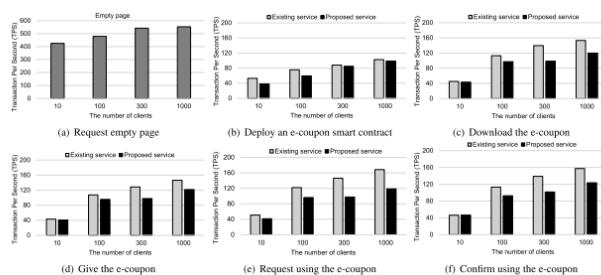 Empty page
Transaction Per Second (TPS)
600
500
400
300
200
100
0
10 100 300 1000
The number of clients
(a) Request empty page
Existing service Proposed service
Transaction Per Second (TPS)
200
160
120
80
40
0
10 100 300 1000
The number of clients
(b) Deploy an e-coupon smart contract
Existing service Proposed service
Transaction Per Second (TPS)
200
160
120
80
40
0
10 100 300 1000
The number of clients
(c) Download the e-coupon
Existing service Proposed service
Transaction Per Second (TPS)
200
160
120
80
40
0
10 100 300 1000
The number of clients
(d) Give the e-coupon
Existing service Proposed service
Transaction Per Second (TPS)
200
160
120
80
40
0
10 100 300 1000
The number of clients
(e) Request using the e-coupon
Existing service Proposed service
Transaction Per Second (TPS)
200
160
120
80
40
0
10 100 300 1000
The number of clients
(f) Confirm using the e-coupon